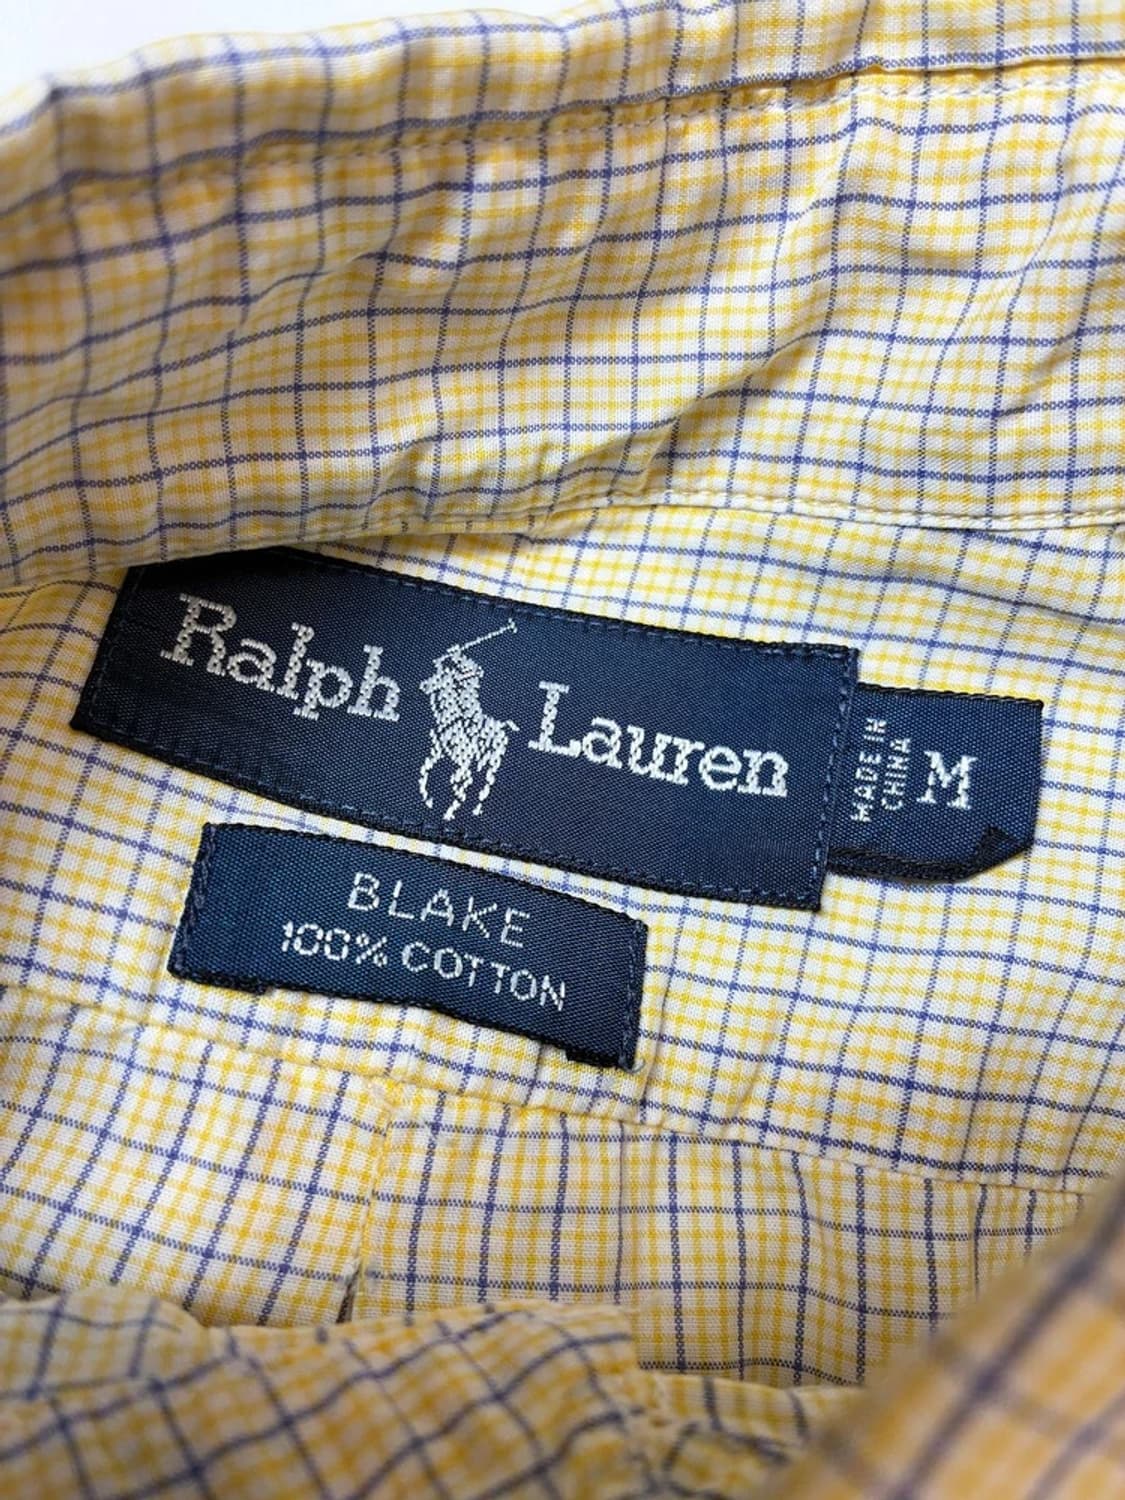 Ralph Lauren
MADE IN
CHINA
M
BLAKE
100% COTTON